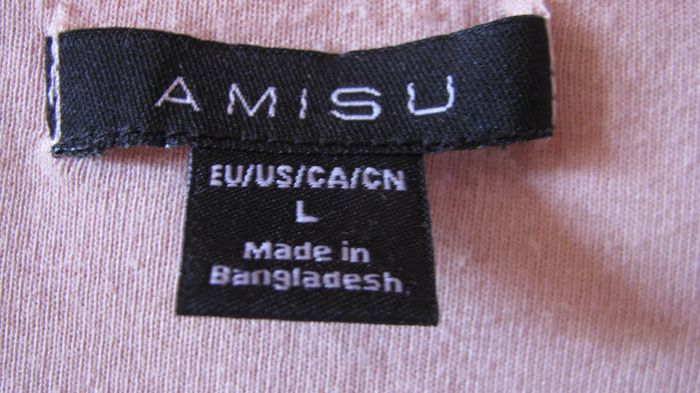 AMISU
EU/US/CA/CN
L
Made in
Bangladesh